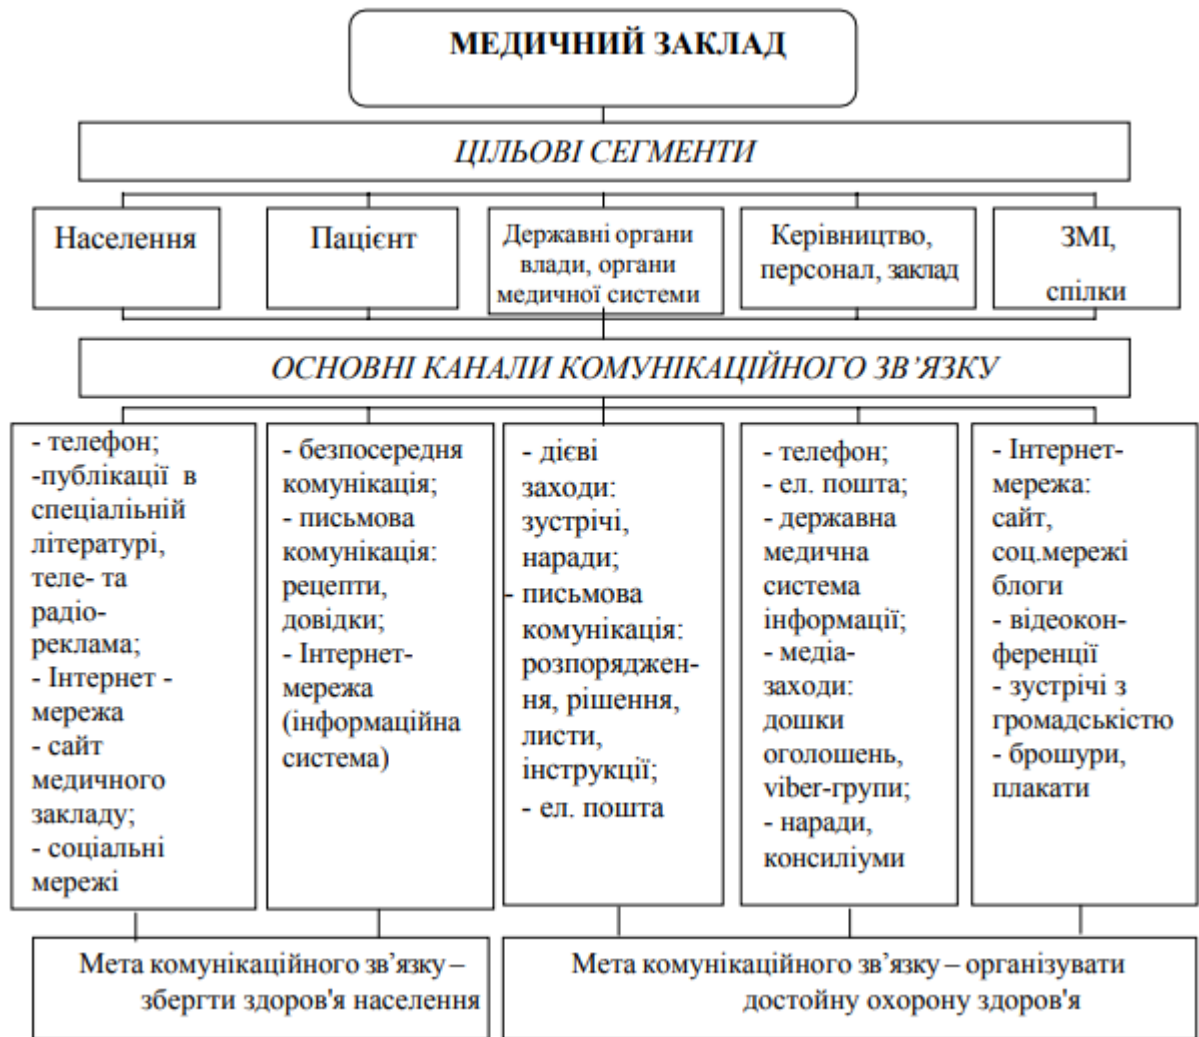 МЕДИЧНИЙ ЗАКЛАД
ЦІЛЬОВІ СЕГМЕНТИ
Населення
Пацієнт
Державні органи
влади, органи
медичної системи
Керівництво,
персонал, заклад
ЗМІ,
спілки
ОСНОВНІ КАНАЛИ КОМУНІКАЦІЙНОГО ЗВ’ЯЗКУ
- телефон;
-публікації в
спеціаліьній
літературі,
теле- та
радіо-
реклама;
- Інтернет -
мережа
- сайт
медичного
закладу;
- соціальні
мережі
- безпосередня
комунікація;
- письмова
комунікація:
рецепти,
довідки;
- Інтернет-
мережа
(інформаційна
система)
- дієві
заходи:
зустрічі,
наради;
- письмова
комунікація:
розпоряджен-
ня, рішення,
листи,
інструкції;
- ел. пошта
- телефон;
- ел. пошта;
- державна
медична
система
інформації;
- медіа-
заходи:
дошки
оголошень,
viber-групи;
- наради,
консиліуми
- Інтернет-
мережа:
сайт,
соц.мережі
блоги
- відеокон-
ференції
- зустрічі з
громадськістю
- брошури,
плакати
Мета комунікаційного зв’язку –
збергти здоров'я населення
Мета комунікаційного зв’язку – організувати
достойну охорону здоров'я